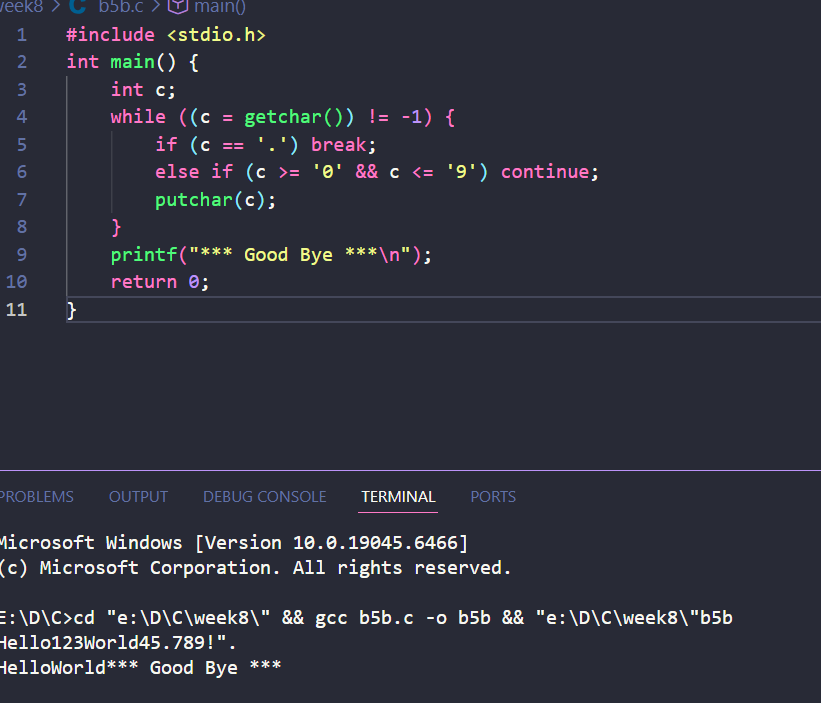 week8 > C b5b.c > main()
1 #include <stdio.h>
2 int main() {
3     int c;
4     while ((c = getchar()) != -1) {
5         if (c == '.') break;
6         else if (c >= '0' && c <= '9') continue;
7         putchar(c);
8     }
9     printf("*** Good Bye ***\n");
10     return 0;
11 }
PROBLEMS OUTPUT DEBUG CONSOLE TERMINAL PORTS
Microsoft Windows [Version 10.0.19045.6466]
(c) Microsoft Corporation. All rights reserved.
E:\D\C>cd "e:\D\C\week8\" && gcc b5b.c -o b5b && "e:\D\C\week8\"b5b
Hello123World45.789!".
HelloWorld*** Good Bye ***